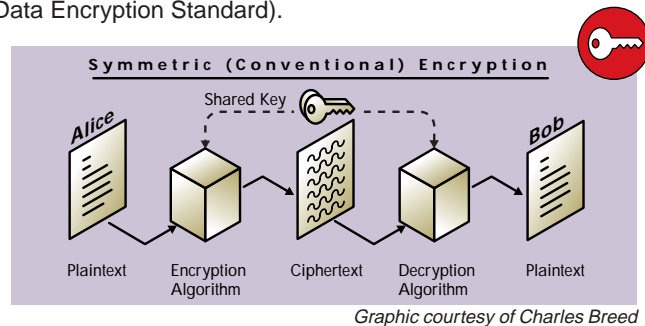 Data Encryption Standard).
Symmetric (Conventional) Encryption
Shared Key
Alice
Bob
Plaintext
Encryption
Algorithm
Ciphertext
Decryption
Algorithm
Plaintext
Graphic courtesy of Charles Breed